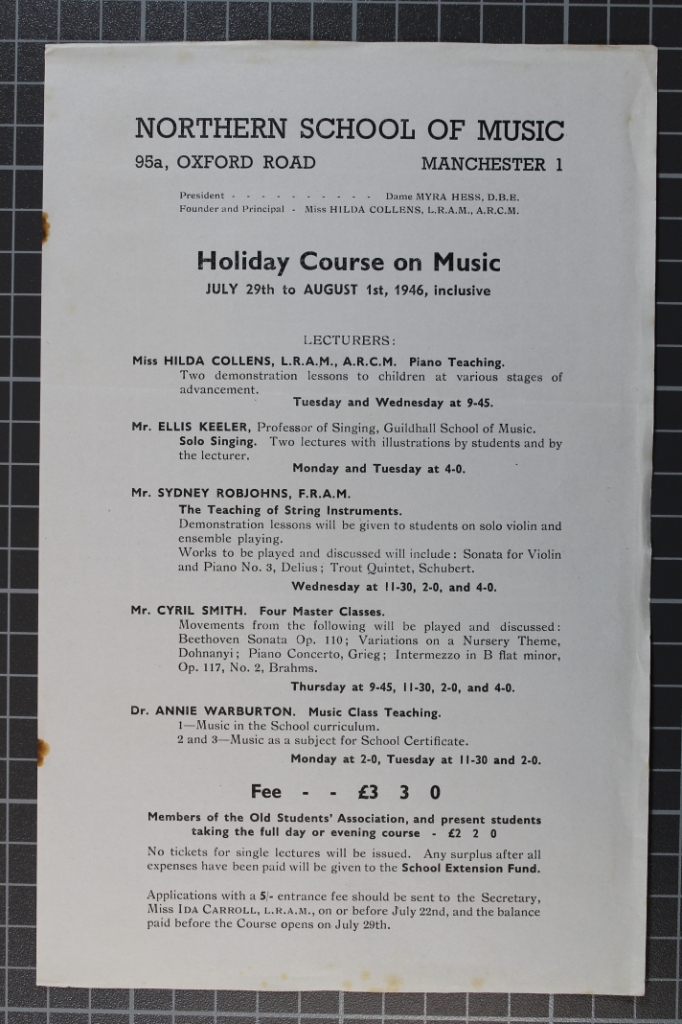 NORTHERN SCHOOL OF MUSIC
95a, OXFORD ROAD MANCHESTER 1
President - - - - - - - - - - Dame MYRA HESS, D.B.E.
Founder and Principal - Miss HILDA COLLENS, L.R.A.M., A.R.C.M.
Holiday Course on Music
JULY 29th to AUGUST 1st, 1946, inclusive
LECTURERS:
Miss HILDA COLLENS, L.R.A.M., A.R.C.M. Piano Teaching.
Two demonstration lessons to children at various stages of
advancement.
Tuesday and Wednesday at 9-45.
Mr. ELLIS KEELER, Professor of Singing, Guildhall School of Music.
Solo Singing. Two lectures with illustrations by students and by
the lecturer.
Monday and Tuesday at 4-0.
Mr. SYDNEY ROBJOHNS, F.R.A.M.
The Teaching of String Instruments.
Demonstration lessons will be given to students on solo violin and
ensemble playing.
Works to be played and discussed will include: Sonata for Violin
and Piano No. 3, Delius; Trout Quintet, Schubert.
Wednesday at 11-30, 2-0, and 4-0.
Mr. CYRIL SMITH. Four Master Classes.
Movements from the following will be played and discussed:
Beethoven Sonata Op. 110; Variations on a Nursery Theme,
Dohnanyi; Piano Concerto, Grieg; Intermezzo in B flat minor,
Op. 117, No. 2, Brahms.
Thursday at 9-45, 11-30, 2-0, and 4-0.
Dr. ANNIE WARBURTON. Music Class Teaching.
1—Music in the School curriculum.
2 and 3—Music as a subject for School Certificate.
Monday at 2-0, Tuesday at 11-30 and 2-0.
Fee - - £3 3 0
Members of the Old Students' Association, and present students
taking the full day or evening course - £2 2 0
No tickets for single lectures will be issued. Any surplus after all
expenses have been paid will be given to the School Extension Fund.
Applications with a 5/- entrance fee should be sent to the Secretary,
Miss IDA CARROLL, L.R.A.M., on or before July 22nd, and the balance
paid before the Course opens on July 29th.